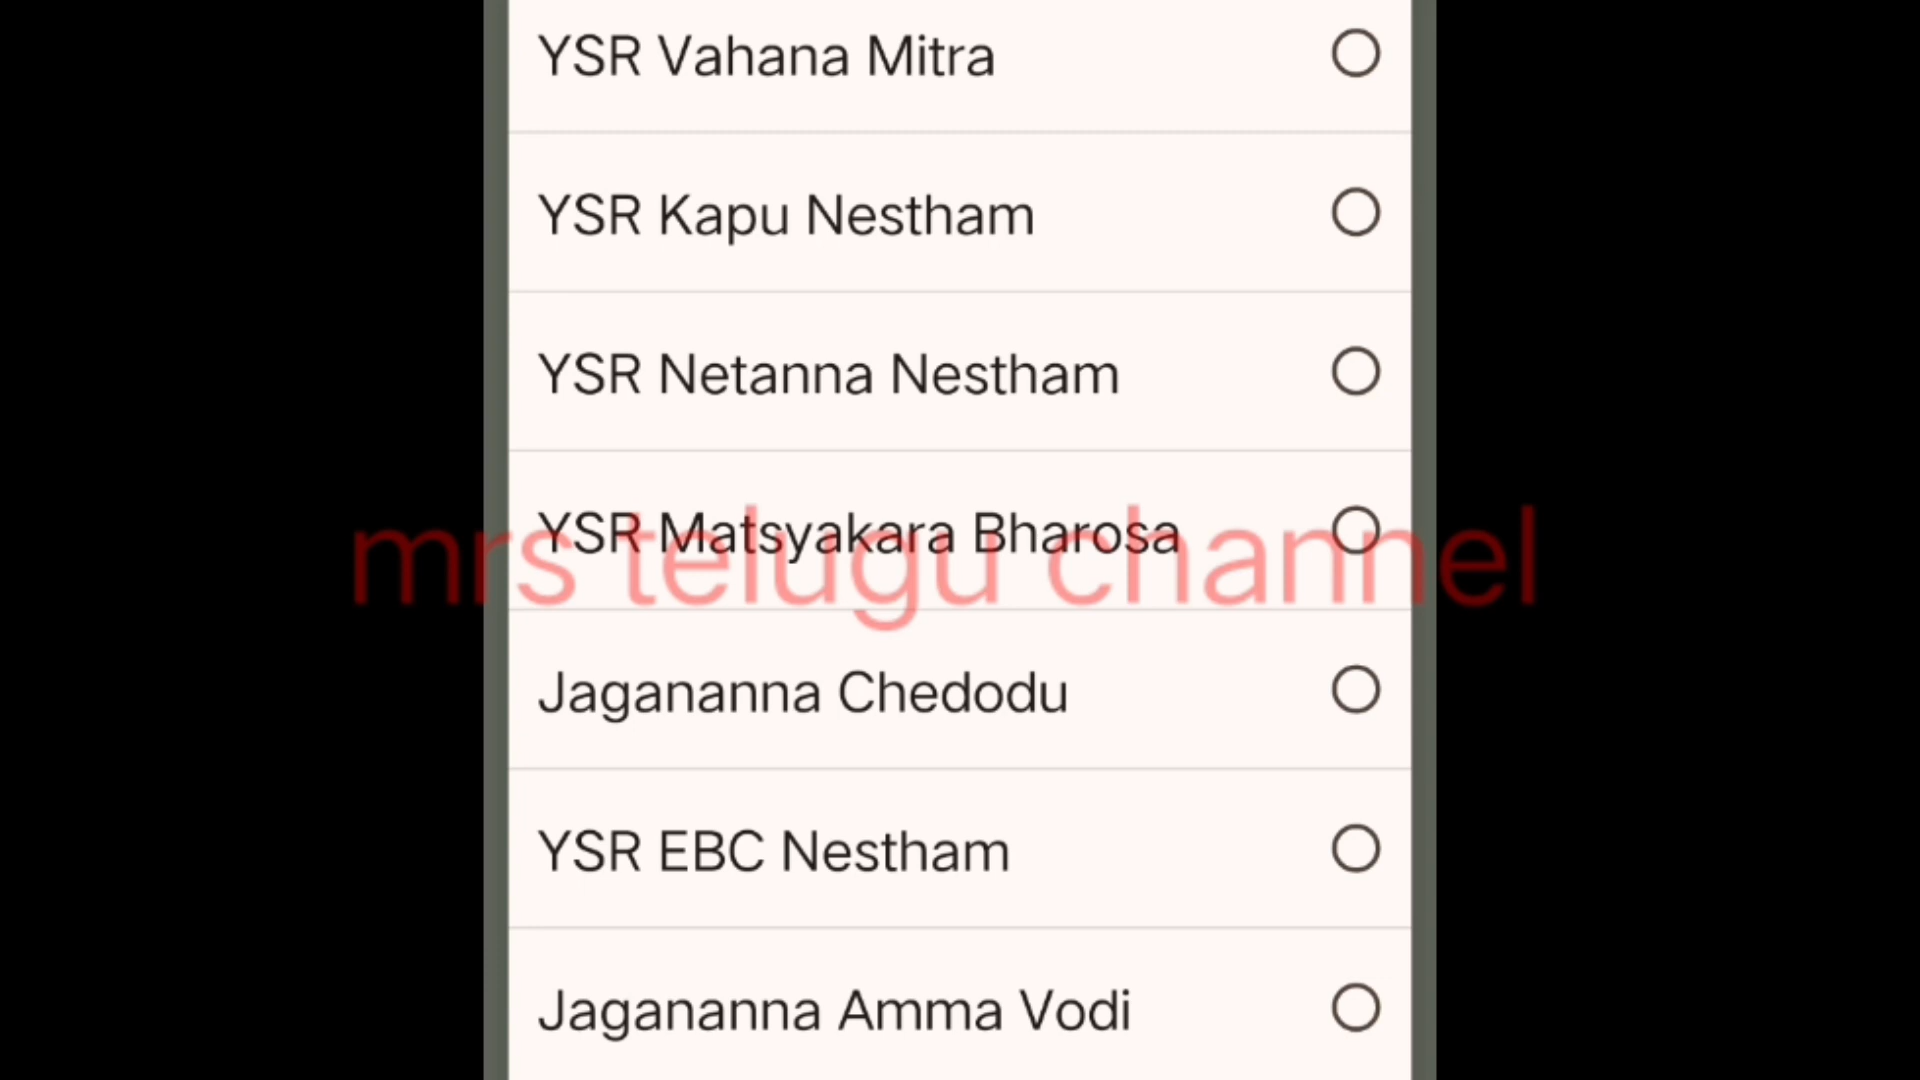 YSR Vahana Mitra
YSR Kapu Nestham
YSR Netanna Nestham
YSR Matsyakara Bharosa
mrs telugu channel
Jagananna Chedodu
YSR EBC Nestham
Jagananna Amma Vodi